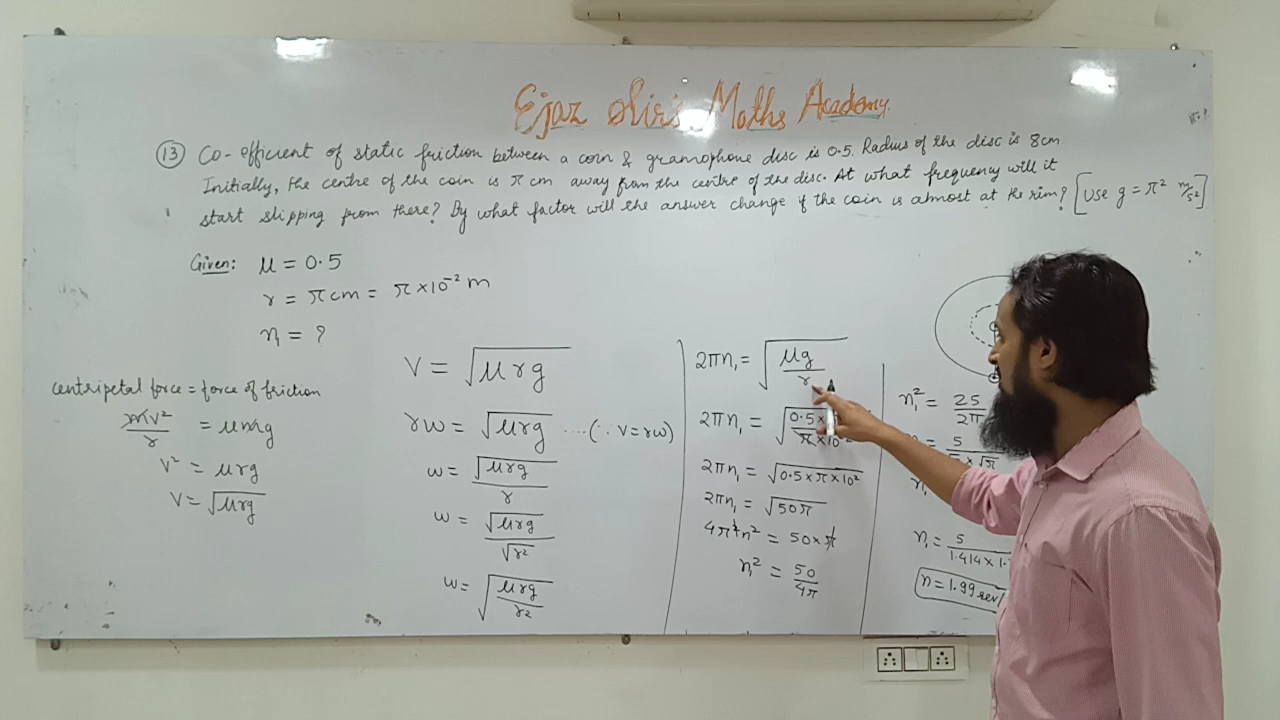 Ejaz Sir's Maths Academy
(13) Co-efficient of static friction between a coin & gramophone disc is 0.5. Radius of the disc is 8cm
Initially, the centre of the coin is π cm away from the centre of the disc. At what frequency will it
start slipping from there? By what factor will the answer change if the coin is almost at the rim? [use g = π² m/s²]
Given: μ = 0.5
r = π cm = π × 10⁻² m
n₁ = ?
centripetal force = force of friction
mv²/r = μmg
v² = μrg
v = √(μrg)
V = √(μrg)
rω = √(μrg) ....(∵ v = rω)
ω = √(μrg)/r
ω = √(μrg)/√r²
ω = √(μrg/r²)
2πn₁ = √(μg/r)
2πn₁ = √(0.5×
2πn₁ = √(0.5 × π × 10²)
2πn₁ = √50π
4π²n² = 50 × π
n₁² = 50/4π
n₁² = 25/2π
n₁ = 5
1.414 × 1.
n = 1.99 rev/